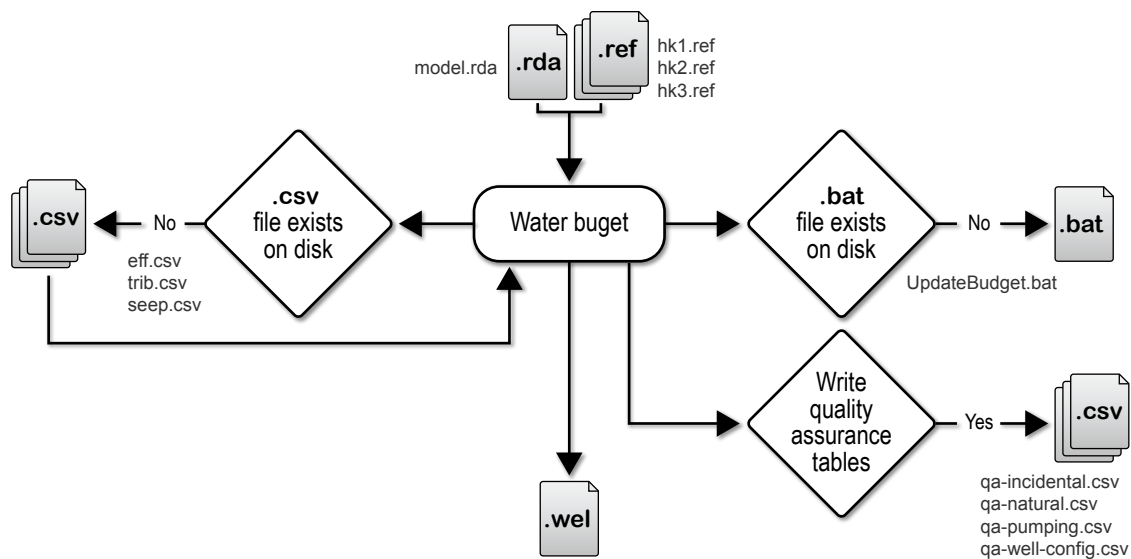 model.rda
.rda
.ref
hk1.ref
hk2.ref
hk3.ref
.csv
No
eff.csv
trib.csv
seep.csv
.csv
file exists
on disk
Water buget
.bat
file exists
on disk
No
UpdateBudget.bat
.bat
Write
quality
assurance
tables
Yes
.csv
qa-incidental.csv
qa-natural.csv
qa-pumping.csv
qa-well-config.csv
.wel